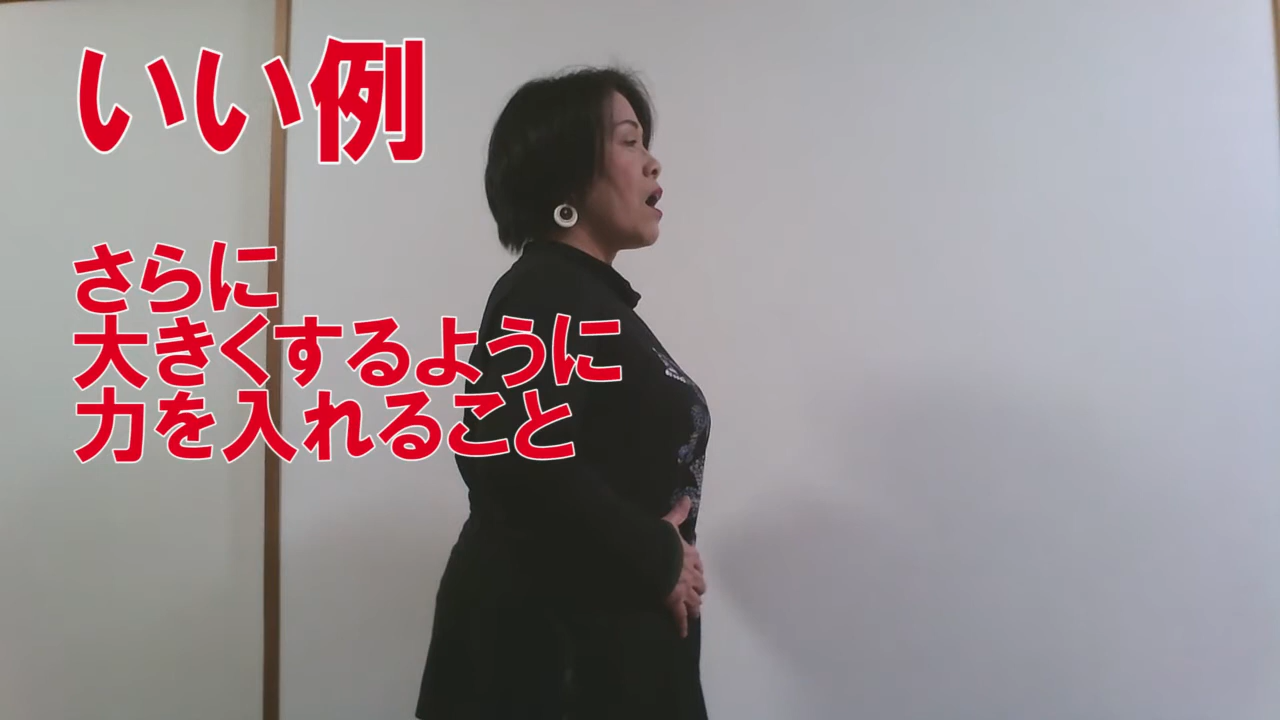 いい例
さらに
大きくするように
力を入れること